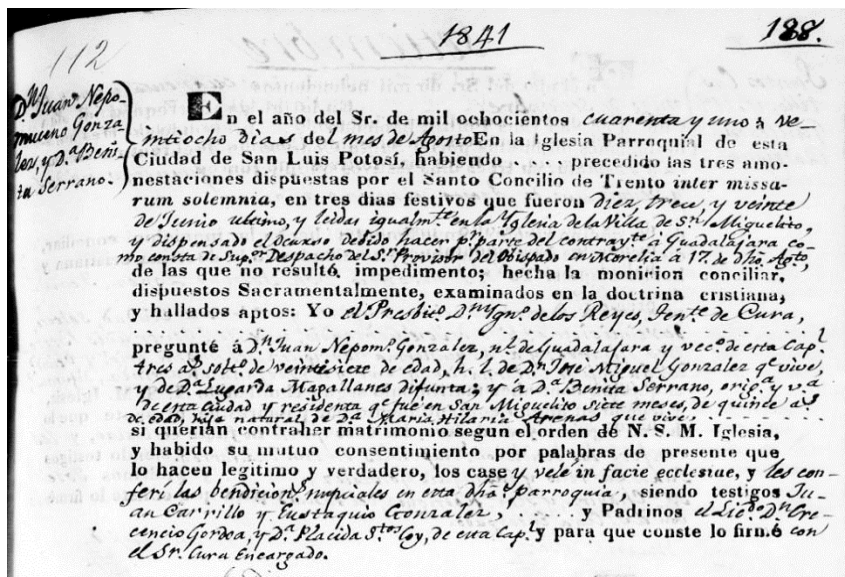 1841
188.
112
Dn. Juan Nepo-
muceno Gonza-
lez, y Da. Beni-
ta Serrano.
En el año del Sr. de mil ochocientos cuarenta y uno á ve-
intiocho dias del mes de Agosto En la Iglesia Parroquial de esta
Ciudad de San Luis Potosí, habiendo .... precedido las tres amo-
nestaciones dispuestas por el Santo Concilio de Trento inter missa-
rum solemnia, en tres dias festivos que fueron diez, trece y veinte
de Junio ultimo, y leidas igualmte. en la Yglesia de la Villa de Sn. Miguelito,
y dispensado el ocurso debido hacer pr. parte del contrayte. á Guadalajara co-
mo consta de Supor. Despacho del Sr. Provisor del Obispado en Morelia á 17. de dho. Agto.
de las que no resultó impedimento; hecha la monicion conciliar,
dispuestos Sacramentalmente, examinados en la doctrina cristiana,
y hallados aptos: Yo el Presbito. Dn. Ygno. de los Reyes, Tente. de Cura,
pregunté á Dn. Juan Nepomo. Gonzalez, nl. de Guadalajara y veco. de esta Capl.
tres as. solto. de veintisiete de edad, h. l. de Dn. José Miguel Gonzalez qe. vive,
y de Da. Lugarda Magallanes difunta; y á Da. Benita Serrano, origa. y va.
de esta Ciudad y residenta qe. fué en San Miguelito siete meses, de quince as.
de edad, hija natural de Da. Maria Hilaria Arenas que vive
si querían contraher matrimonio segun el orden de N. S. M. Iglesia,
y habido su mutuo consentimiento por palabras de presente que
lo hacen legitimo y verdadero, los case y velé in facie ecclesiae, y les con-
ferí las bendicions. nupciales en esta dha. parroquia, siendo testigos Ju-
an Carrillo y Eustaquio Gonzalez, y Padrinos el Licdo. Dn. Cre-
cencio Gordoa, y Da. Placida Stos. Coy, de esta Capl. y para que conste lo firmé con
el Sr. Cura Encargado.